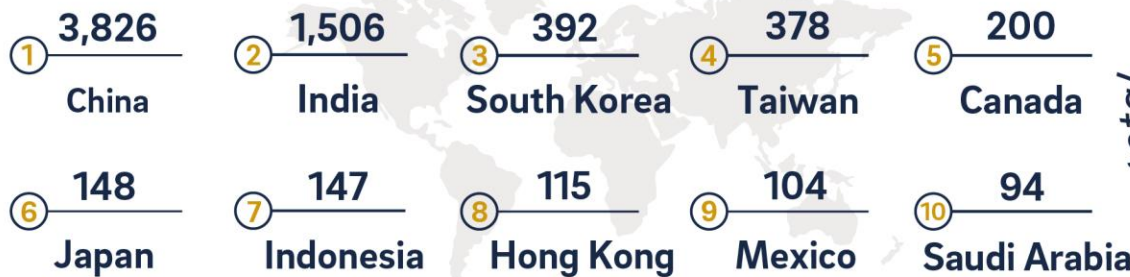 3,826 1,506 392 378 200
1 2 3 4 5
China India South Korea Taiwan Canada
148 147 115 104 94
6 7 8 9 10
Japan Indonesia Hong Kong Mexico Saudi Arabia